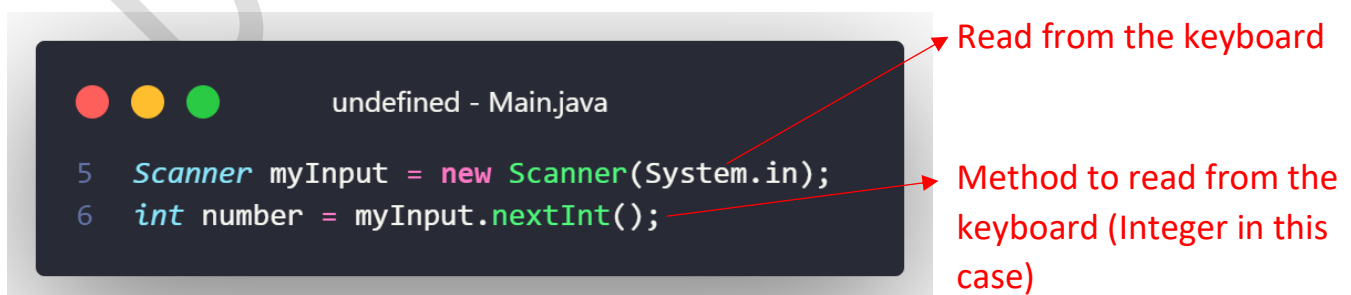 Read from the keyboard
undefined - Main.java
5 Scanner myInput = new Scanner(System.in);
6 int number = myInput.nextInt();
Method to read from the
keyboard (Integer in this
case)